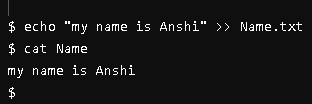 $ echo "my name is Anshi" >> Name.txt
$ cat Name
my name is Anshi
$